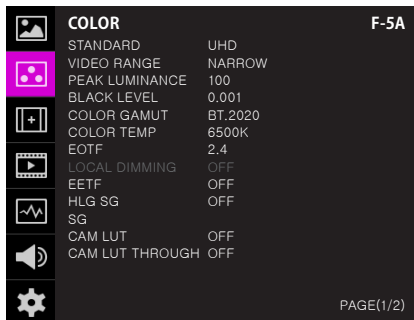 COLOR F-5A
STANDARD UHD
VIDEO RANGE NARROW
PEAK LUMINANCE 100
BLACK LEVEL 0.001
COLOR GAMUT BT.2020
COLOR TEMP 6500K
EOTF 2.4
LOCAL DIMMING OFF
EETF OFF
HLG SG OFF
SG
CAM LUT OFF
CAM LUT THROUGH OFF
PAGE(1/2)